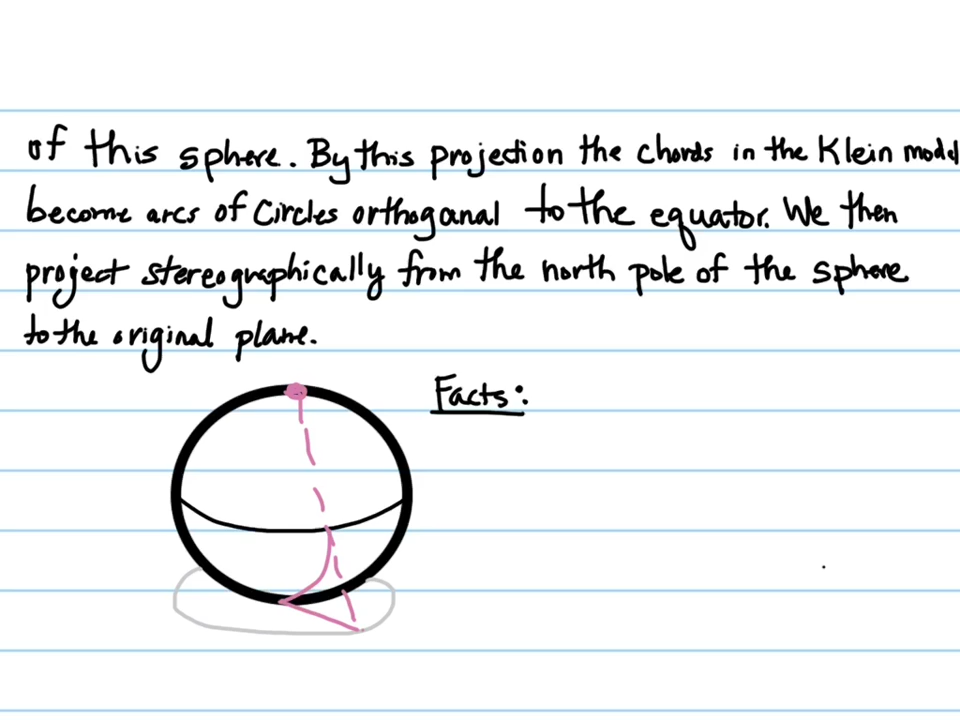 of this sphere. By this projection the chords in the Klein model
become arcs of Circles orthoganal to the equator. We then
project stereographically from the north pole of the sphere
to the original plane.
Facts: